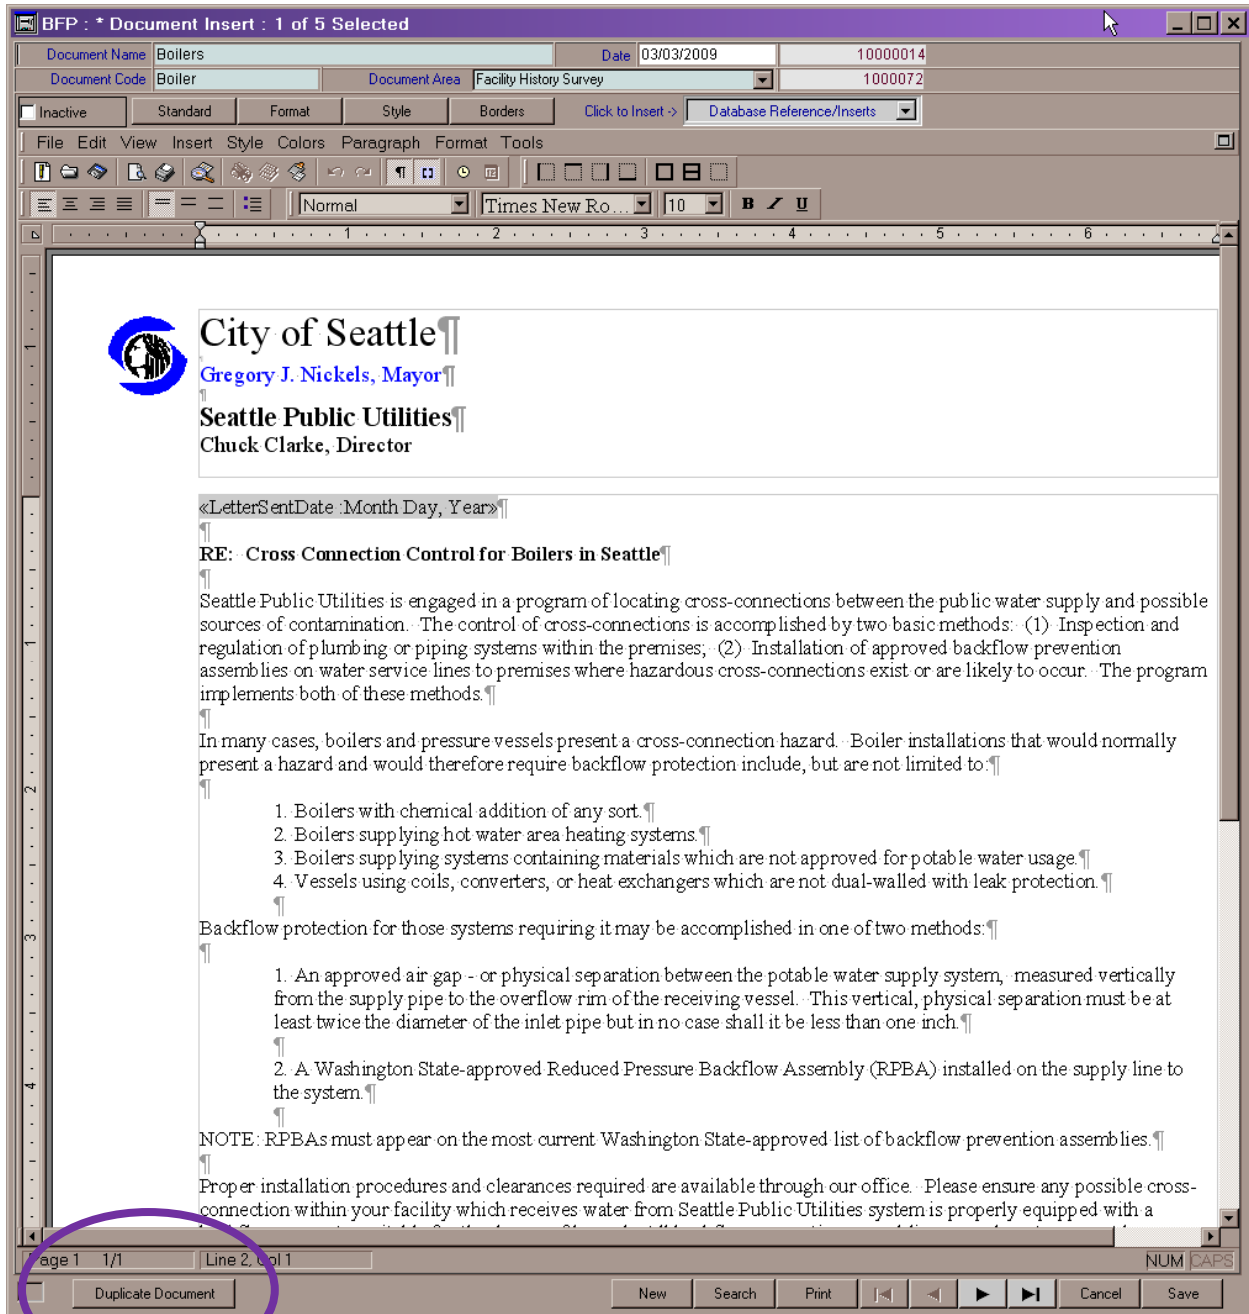 BFP : * Document Insert : 1 of 5 Selected
Document Name Boilers Date 03/03/2009 10000014
Document Code Boiler Document Area Facility History Survey 1000072
Inactive Standard Format Style Borders Click to Insert -> Database Reference/Inserts
File Edit View Insert Style Colors Paragraph Format Tools
Normal Times New Ro... 10 B I U
1 2 3 4 5 6
City of Seattle¶
Gregory J. Nickels, Mayor¶
¶
Seattle Public Utilities¶
Chuck Clarke, Director
«LetterSentDate :Month Day, Year»¶
¶
RE: Cross Connection Control for Boilers in Seattle¶
¶
Seattle Public Utilities is engaged in a program of locating cross-connections between the public water supply and possible
sources of contamination. The control of cross-connections is accomplished by two basic methods: (1) Inspection and
regulation of plumbing or piping systems within the premises; (2) Installation of approved backflow prevention
assemblies on water service lines to premises where hazardous cross-connections exist or are likely to occur. The program
implements both of these methods.¶
¶
In many cases, boilers and pressure vessels present a cross-connection hazard. Boiler installations that would normally
present a hazard and would therefore require backflow protection include, but are not limited to:¶
¶
1. Boilers with chemical addition of any sort.¶
2. Boilers supplying hot water area heating systems.¶
3. Boilers supplying systems containing materials which are not approved for potable water usage.¶
4. Vessels using coils, converters, or heat exchangers which are not dual-walled with leak protection.¶
¶
Backflow protection for those systems requiring it may be accomplished in one of two methods:¶
¶
1. An approved air gap - or physical separation between the potable water supply system, measured vertically
from the supply pipe to the overflow rim of the receiving vessel. This vertical, physical separation must be at
least twice the diameter of the inlet pipe but in no case shall it be less than one inch.¶
¶
2. A Washington State-approved Reduced Pressure Backflow Assembly (RPBA) installed on the supply line to
the system.¶
¶
NOTE: RPBAs must appear on the most current Washington State-approved list of backflow prevention assemblies.¶
¶
Proper installation procedures and clearances required are available through our office. Please ensure any possible cross-
connection within your facility which receives water from Seattle Public Utilities system is properly equipped with a
Page 1 1/1 Line 2, Col 1 NUM CAPS
Duplicate Document New Search Print Cancel Save